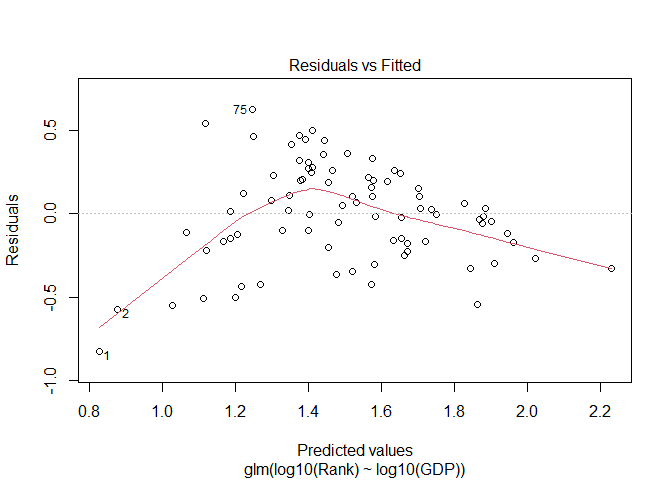 Residuals vs Fitted
Residuals
0.5
0.0
-0.5
-1.0
75
2
1
0.8 1.0 1.2 1.4 1.6 1.8 2.0 2.2
Predicted values
glm(log10(Rank) ~ log10(GDP))